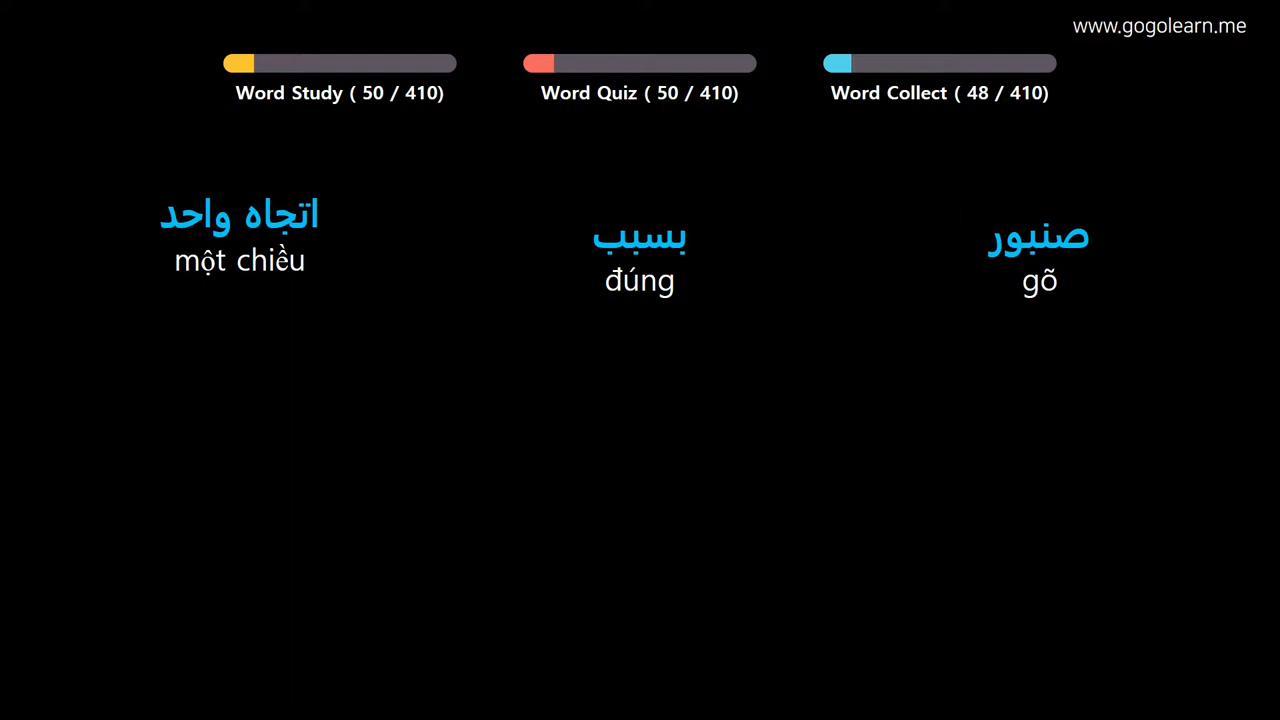 www.gogolearn.me
Word Study ( 50 / 410)
Word Quiz ( 50 / 410)
Word Collect ( 48 / 410)
اتجاه واحد
một chiều
بسبب
đúng
صنبور
gõ